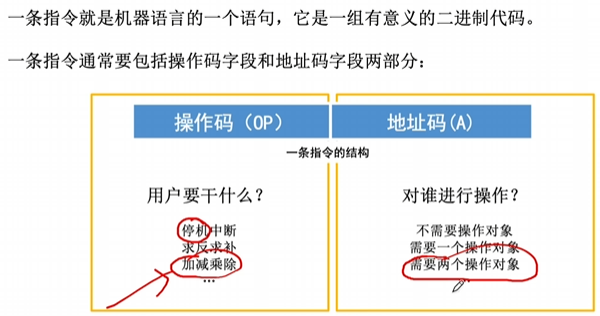 一条指令就是机器语言的一个语句，它是一组有意义的二进制代码。
一条指令通常要包括操作码字段和地址码字段两部分：
操作码（OP） 地址码(A)
一条指令的结构
用户要干什么？ 对谁进行操作？
停机中断 不需要操作对象
求反求补 需要一个操作对象
加减乘除 需要两个操作对象
...